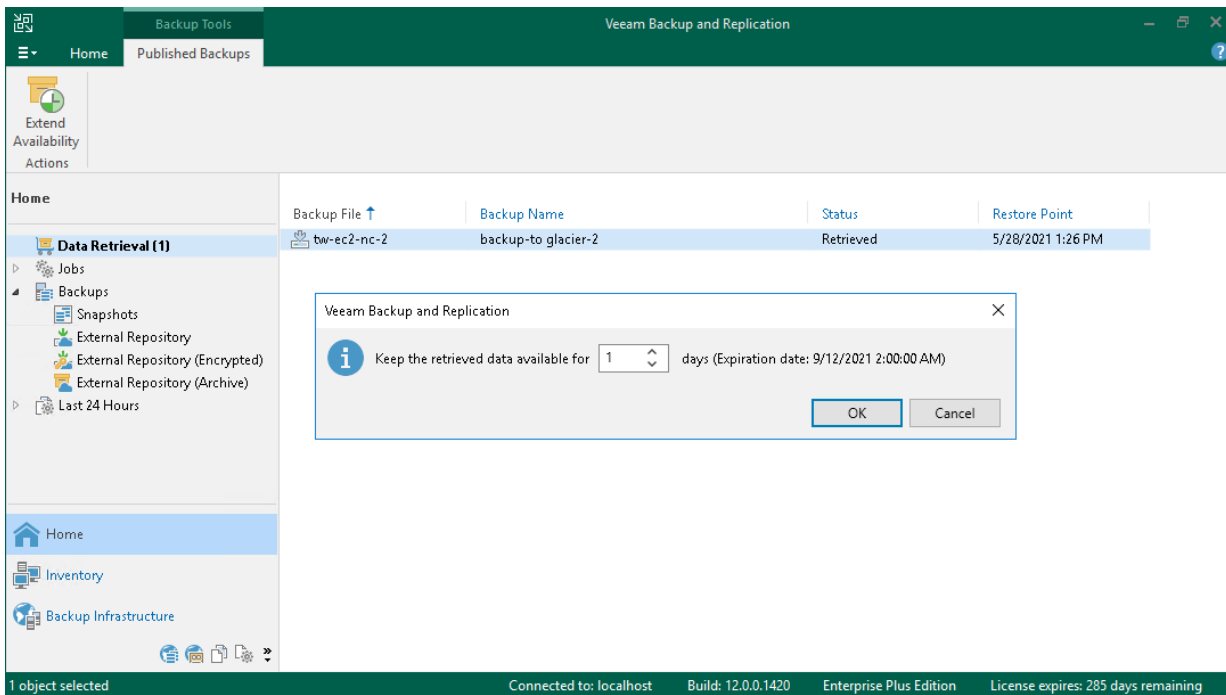 Backup Tools
Veeam Backup and Replication
Home
Published Backups
?
Extend
Availability
Actions
Home
Backup File
Backup Name
Status
Restore Point
Data Retrieval (1)
tw-ec2-nc-2
backup-to glacier-2
Retrieved
5/28/2021 1:26 PM
Jobs
Backups
Snapshots
External Repository
External Repository (Encrypted)
External Repository (Archive)
Last 24 Hours
Veeam Backup and Replication
Keep the retrieved data available for 1 days (Expiration date: 9/12/2021 2:00:00 AM)
OK
Cancel
Home
Inventory
Backup Infrastructure
1 object selected
Connected to: localhost
Build: 12.0.0.1420
Enterprise Plus Edition
License expires: 285 days remaining